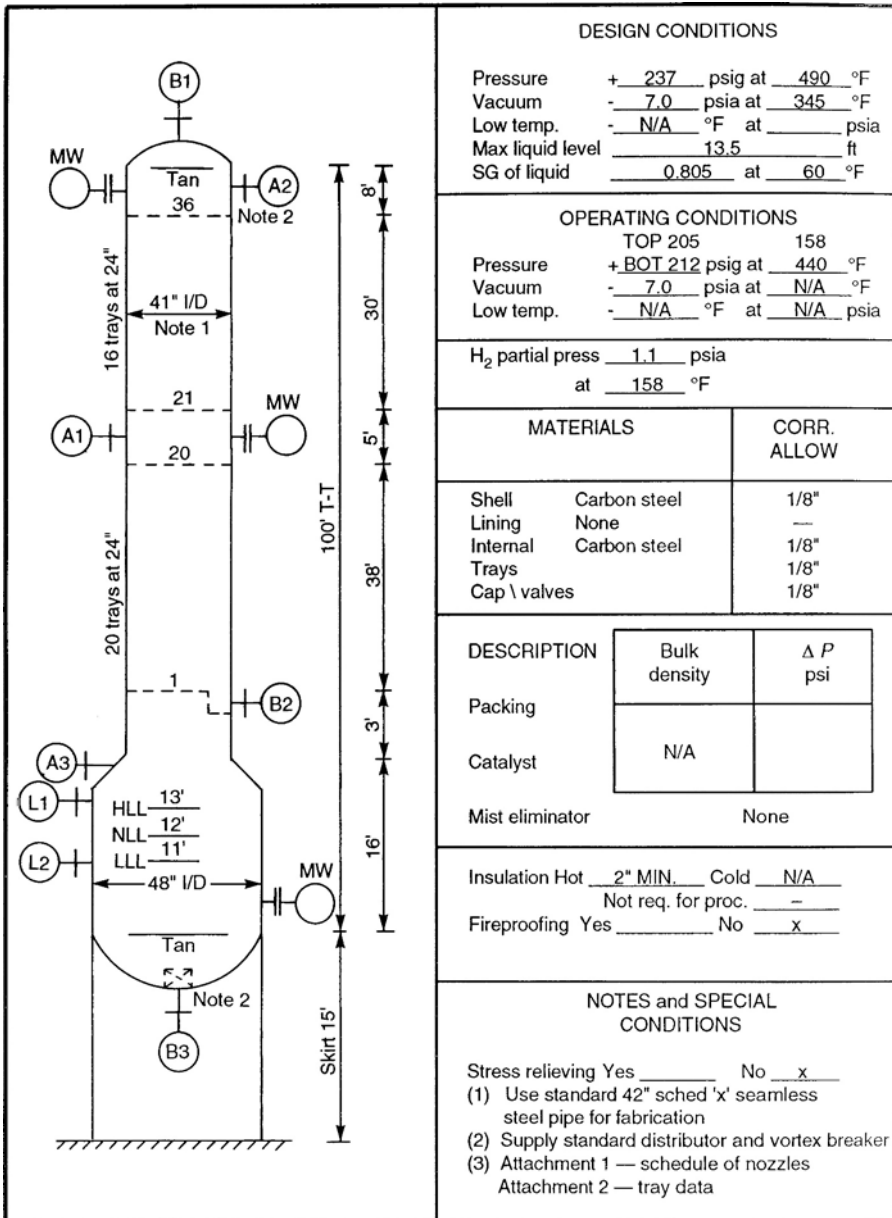 B1
MW
Tan
A2
8'
36
Note 2
16 trays at 24"
41" I/D
Note 1
30'
21
MW
A1
5'
20
100' T-T
20 trays at 24"
38'
1
B2
3'
A3
L1
HLL 13'
NLL 12'
LLL 11'
L2
16'
MW
48" I/D
Tan
Note 2
B3
Skirt 15'
DESIGN CONDITIONS
Pressure + 237 psig at 490 °F
Vacuum - 7.0 psia at 345 °F
Low temp. - N/A °F at psia
Max liquid level 13.5 ft
SG of liquid 0.805 at 60 °F
OPERATING CONDITIONS
TOP 205 158
Pressure + BOT 212 psig at 440 °F
Vacuum - 7.0 psia at N/A °F
Low temp. - N/A °F at N/A psia
H₂ partial press 1.1 psia
at 158 °F
MATERIALS CORR.
ALLOW
Shell Carbon steel 1/8"
Lining None —
Internal Carbon steel 1/8"
Trays 1/8"
Cap \ valves 1/8"
DESCRIPTION Bulk Δ P
density psi
Packing
N/A
Catalyst
Mist eliminator None
Insulation Hot 2" MIN. Cold N/A
Not req. for proc. –
Fireproofing Yes No x
NOTES and SPECIAL
CONDITIONS
Stress relieving Yes No x
(1) Use standard 42" sched 'x' seamless
steel pipe for fabrication
(2) Supply standard distributor and vortex breaker
(3) Attachment 1 — schedule of nozzles
Attachment 2 — tray data